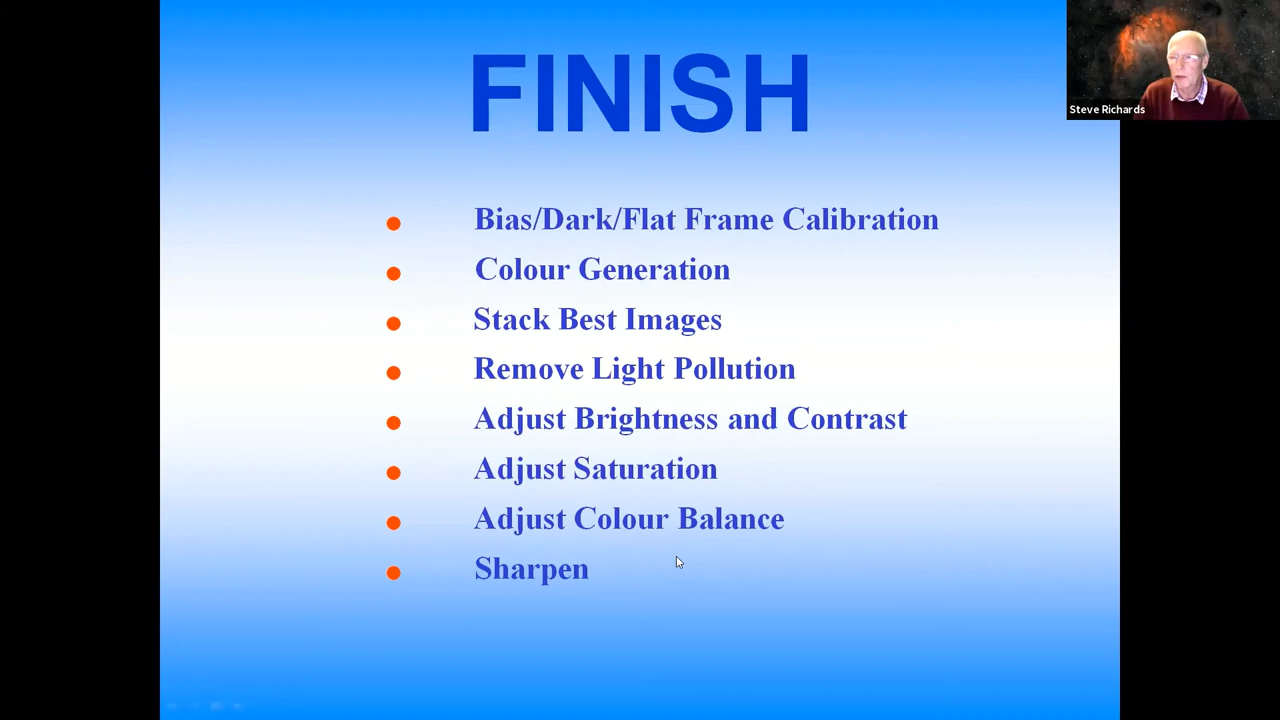 FINISH
Steve Richards
Bias/Dark/Flat Frame Calibration
Colour Generation
Stack Best Images
Remove Light Pollution
Adjust Brightness and Contrast
Adjust Saturation
Adjust Colour Balance
Sharpen